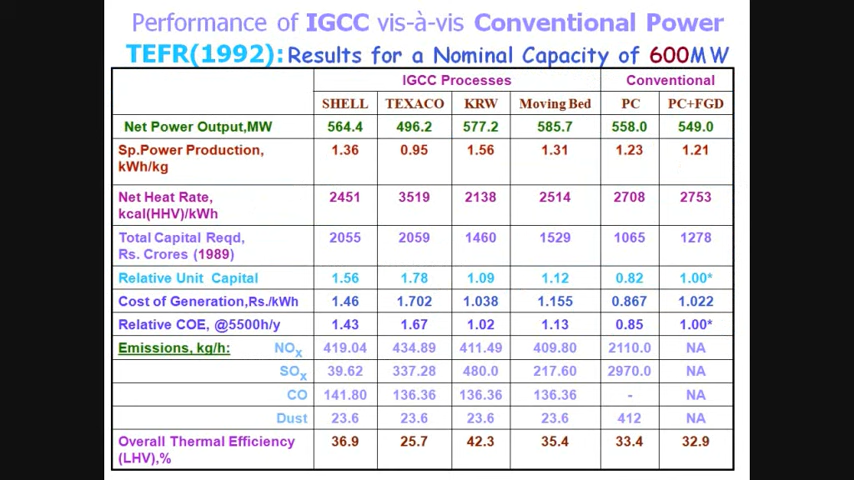 Performance of IGCC vis-à-vis Conventional Power
TEFR(1992): Results for a Nominal Capacity of 600MW
IGCC Processes Conventional
SHELL TEXACO KRW Moving Bed PC PC+FGD
Net Power Output,MW 564.4 496.2 577.2 585.7 558.0 549.0
Sp.Power Production, 1.36 0.95 1.56 1.31 1.23 1.21
kWh/kg
Net Heat Rate, 2451 3519 2138 2514 2708 2753
kcal(HHV)/kWh
Total Capital Reqd, 2055 2059 1460 1529 1065 1278
Rs. Crores (1989)
Relative Unit Capital 1.56 1.78 1.09 1.12 0.82 1.00*
Cost of Generation,Rs./kWh 1.46 1.702 1.038 1.155 0.867 1.022
Relative COE, @5500h/y 1.43 1.67 1.02 1.13 0.85 1.00*
Emissions, kg/h: NOx 419.04 434.89 411.49 409.80 2110.0 NA
SOx 39.62 337.28 480.0 217.60 2970.0 NA
CO 141.80 136.36 136.36 136.36 - NA
Dust 23.6 23.6 23.6 23.6 412 NA
Overall Thermal Efficiency 36.9 25.7 42.3 35.4 33.4 32.9
(LHV),%